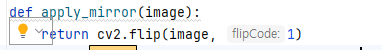 def apply_mirror(image):
return cv2.flip(image, flipCode: 1)